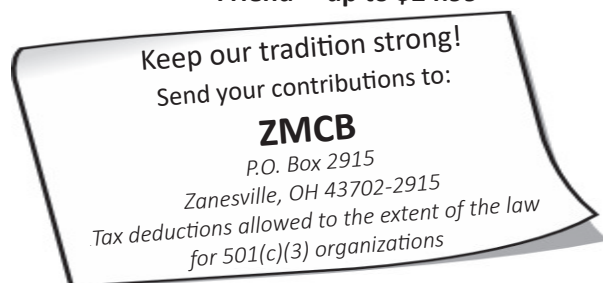 Keep our tradition strong!
Send your contributions to:
ZMCB
P.O. Box 2915
Zanesville, OH 43702-2915
Tax deductions allowed to the extent of the law
for 501(c)(3) organizations